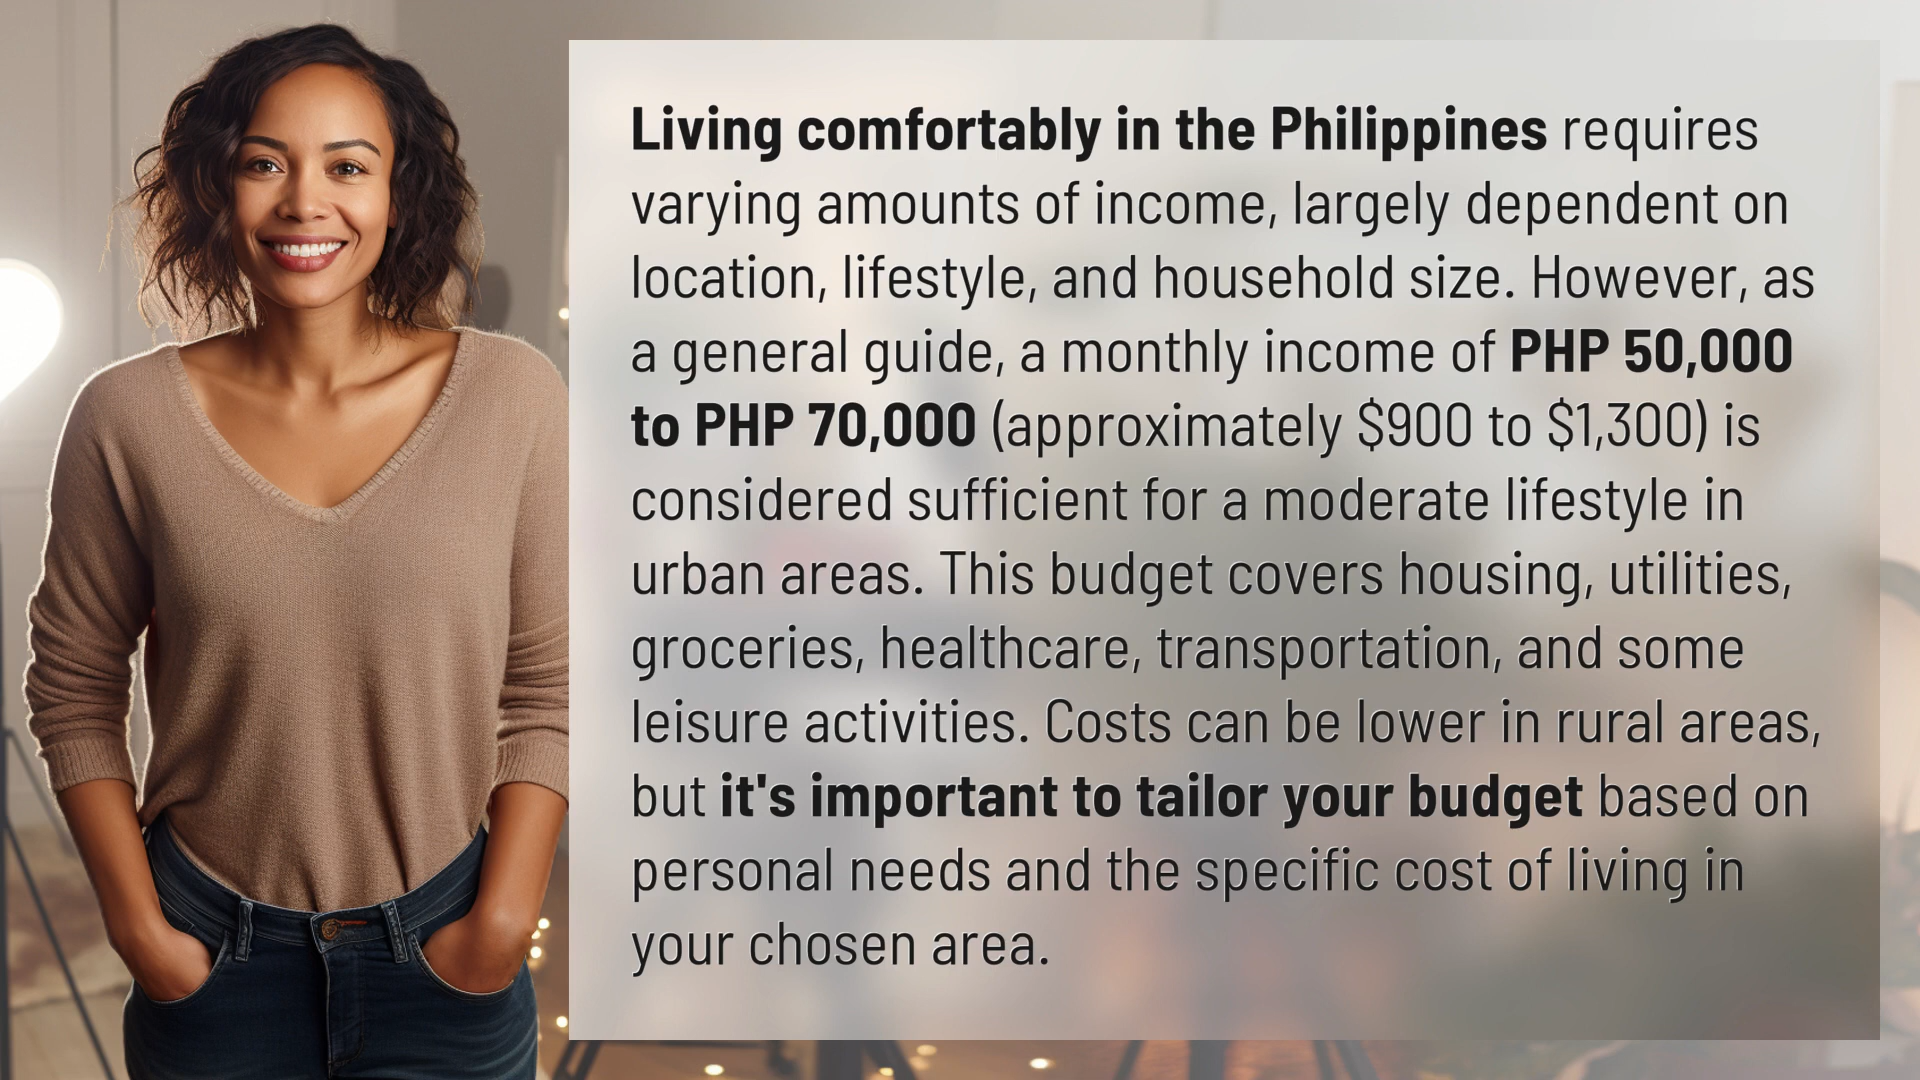 Living comfortably in the Philippines requires
varying amounts of income, largely dependent on
location, lifestyle, and household size. However, as
a general guide, a monthly income of PHP 50,000
to PHP 70,000 (approximately $900 to $1,300) is
considered sufficient for a moderate lifestyle in
urban areas. This budget covers housing, utilities,
groceries, healthcare, transportation, and some
leisure activities. Costs can be lower in rural areas,
but it's important to tailor your budget based on
personal needs and the specific cost of living in
your chosen area.